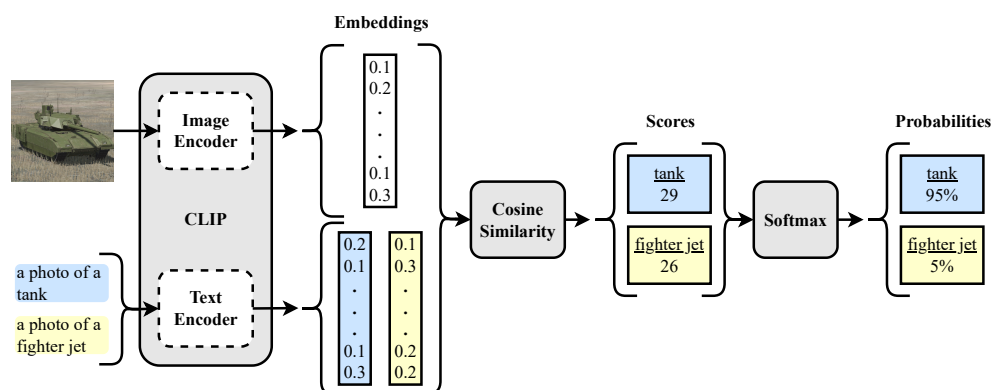 Embeddings
0.1
0.2
.
.
.
.
0.1
0.3
Image
Encoder
CLIP
a photo of a
tank
a photo of a
fighter jet
Text
Encoder
0.2
0.1
.
.
.
.
0.1
0.3
0.1
0.3
.
.
.
.
0.2
0.2
Cosine
Similarity
Scores
tank
29
fighter jet
26
Softmax
Probabilities
tank
95%
fighter jet
5%